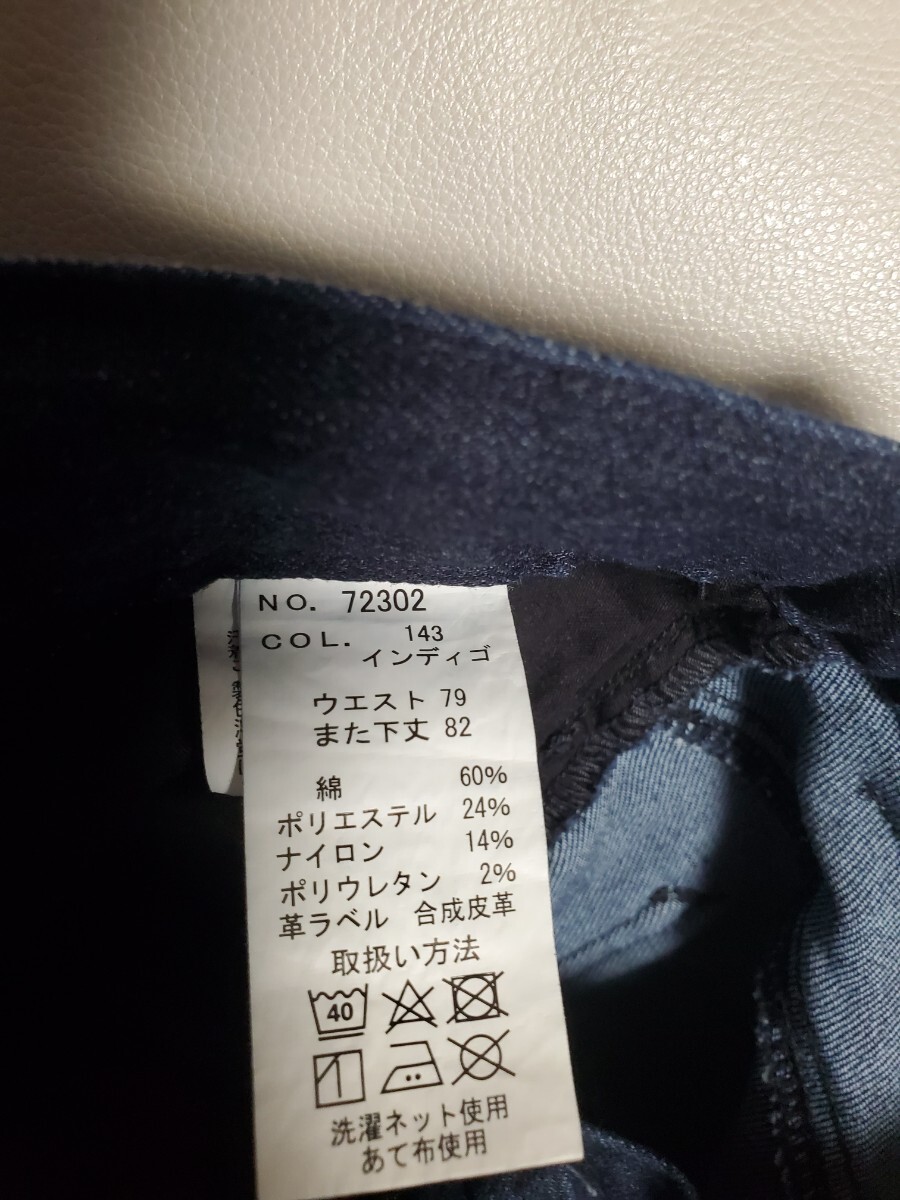 NO. 72302
COL. 143
インディゴ
ウエスト 79
また下丈 82
綿 60%
ポリエステル 24%
ナイロン 14%
ポリウレタン 2%
革ラベル 合成皮革
取扱い方法
40
洗濯ネット使用
あて布使用